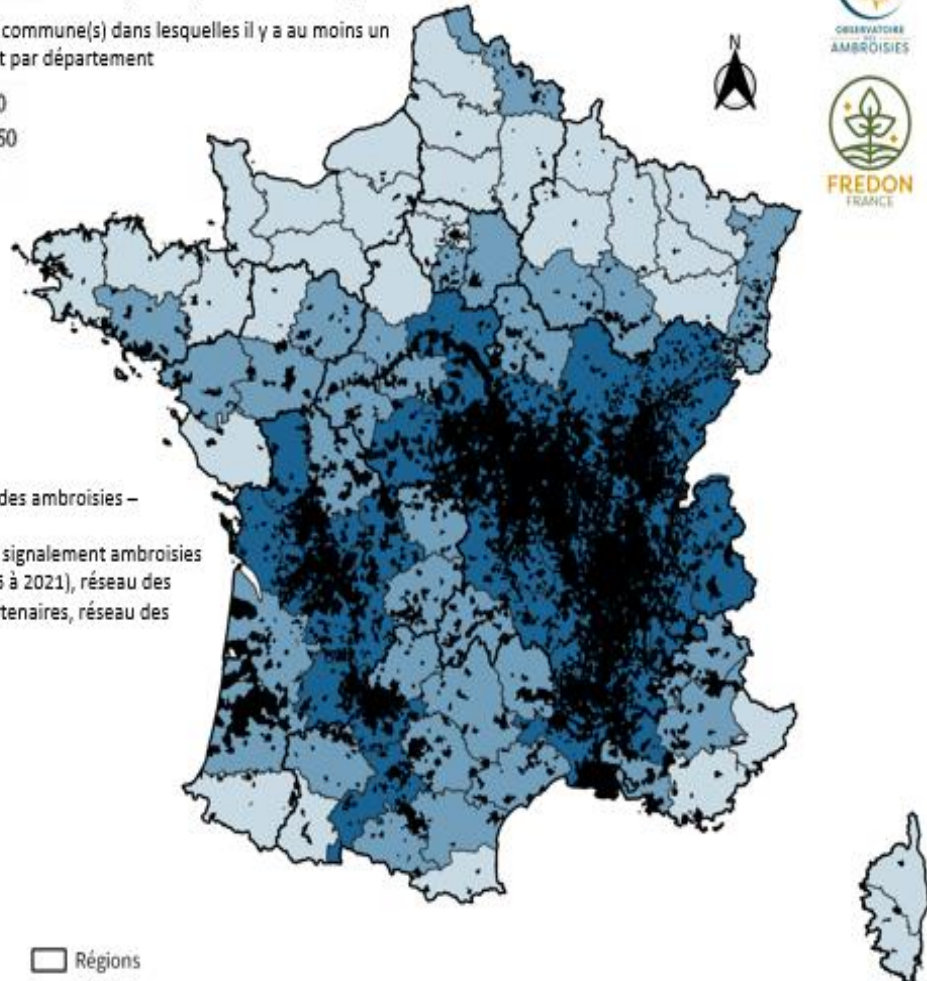 commune(s) dans lesquelles il y a au moins un
t par département
0
50
N
OBSERVATOIRE
DES
AMBROISIES
FREDON
FRANCE
des ambroisies –
signalement ambroisies
à 2021), réseau des
tenaires, réseau des
Régions